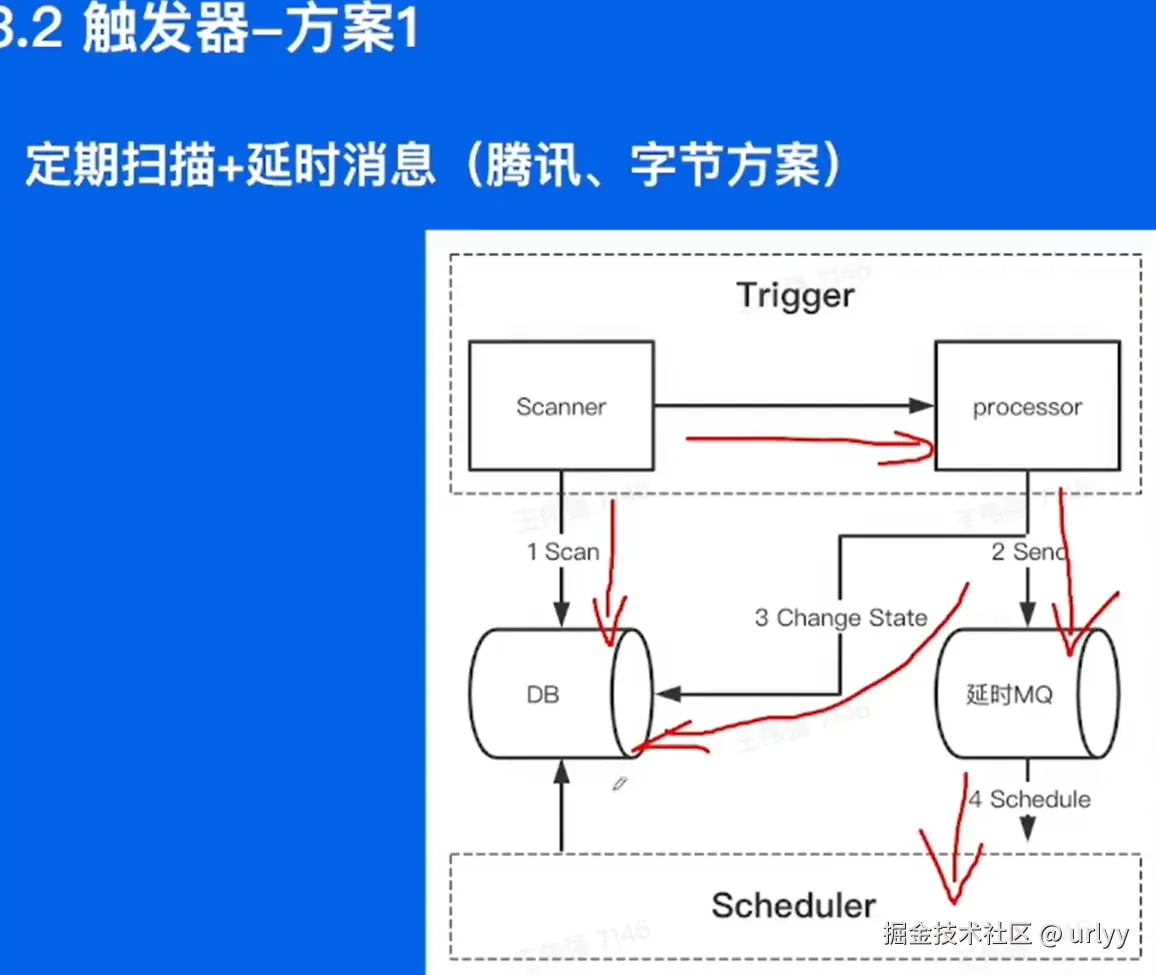 3.2 触发器-方案1
定期扫描+延时消息（腾讯、字节方案）
Trigger
Scanner
processor
1 Scan
2 Send
3 Change State
DB
延时MQ
4 Schedule
Scheduler
掘金技术社区 @ urlyy
7146